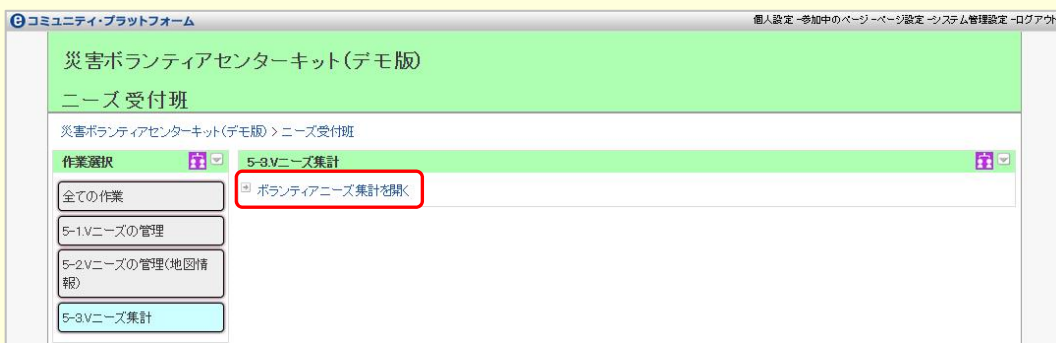 eコミュニティ・プラットフォーム
個人設定 -参加中のページ -ページ設定 -システム管理設定 -ログアウト
災害ボランティアセンターキット(デモ版)
ニーズ受付班
災害ボランティアセンターキット(デモ版) > ニーズ受付班
作業選択
5-3.Vニーズ集計
全ての作業
ボランティアニーズ集計を開く
5-1.Vニーズの管理
5-2.Vニーズの管理(地図情
報)
5-3.Vニーズ集計